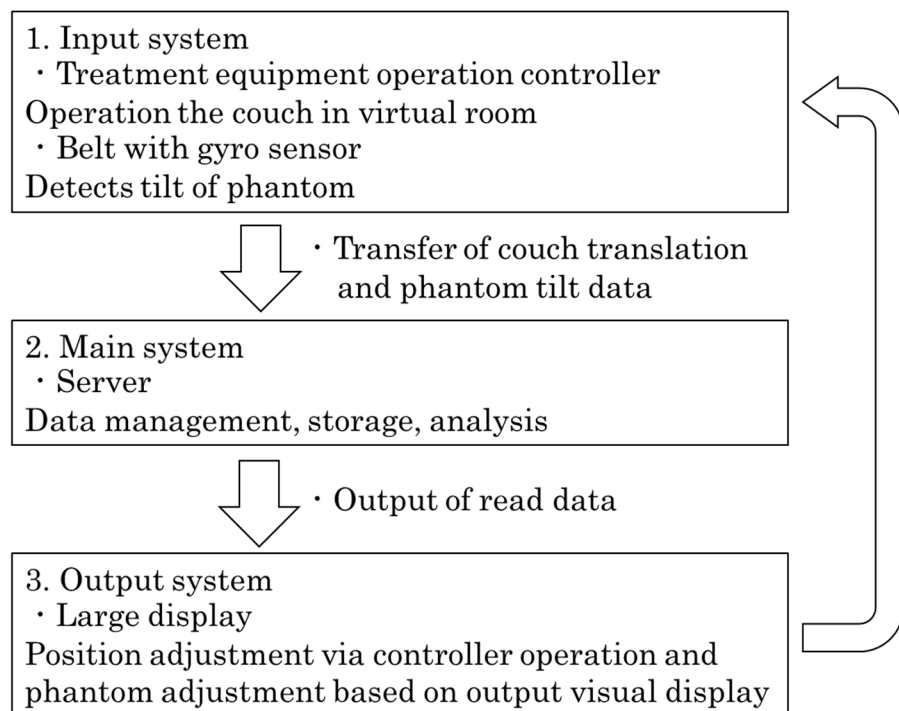 1. Input system
・Treatment equipment operation controller
Operation the couch in virtual room
・Belt with gyro sensor
Detects tilt of phantom
・Transfer of couch translation
and phantom tilt data
2. Main system
・Server
Data management, storage, analysis
・Output of read data
3. Output system
・Large display
Position adjustment via controller operation and
phantom adjustment based on output visual display